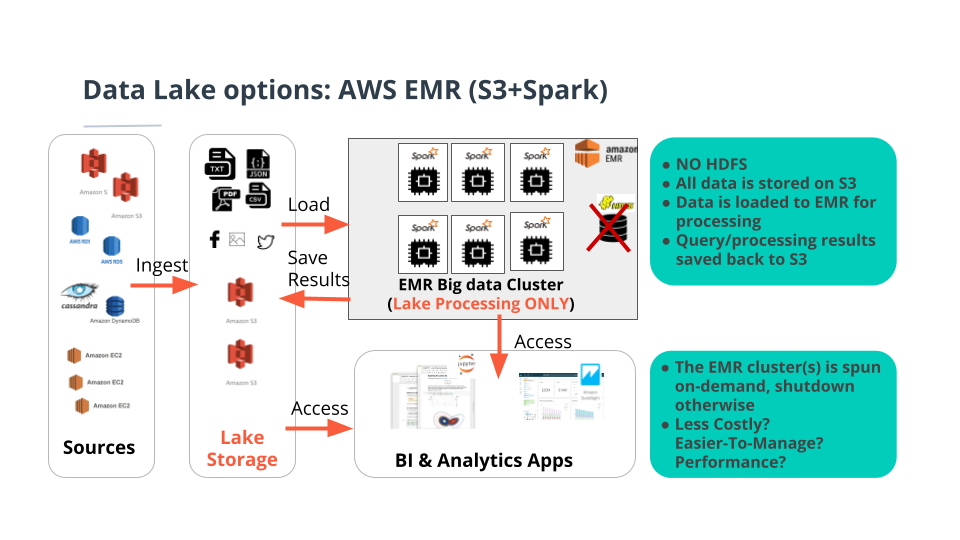 Data Lake options: AWS EMR (S3+Spark)
Amazon S
Amazon S3
AWS RDS
AWS RDS
cassandra
Amazon DynamoDB
Amazon EC2
Amazon EC2
Amazon EC2
Sources
Ingest
TXT
JSON
PDF
CSV
Amazon S3
Amazon S3
Lake
Storage
Load
Save
Results
Access
Spark
Spark
Spark
Spark
Spark
Spark
amazon
EMR
EMR Big data Cluster
(Lake Processing ONLY)
Access
jupyter
BI & Analytics Apps
● NO HDFS
● All data is stored on S3
● Data is loaded to EMR for
processing
● Query/processing results
saved back to S3
● The EMR cluster(s) is spun
on-demand, shutdown
otherwise
● Less Costly?
Easier-To-Manage?
Performance?